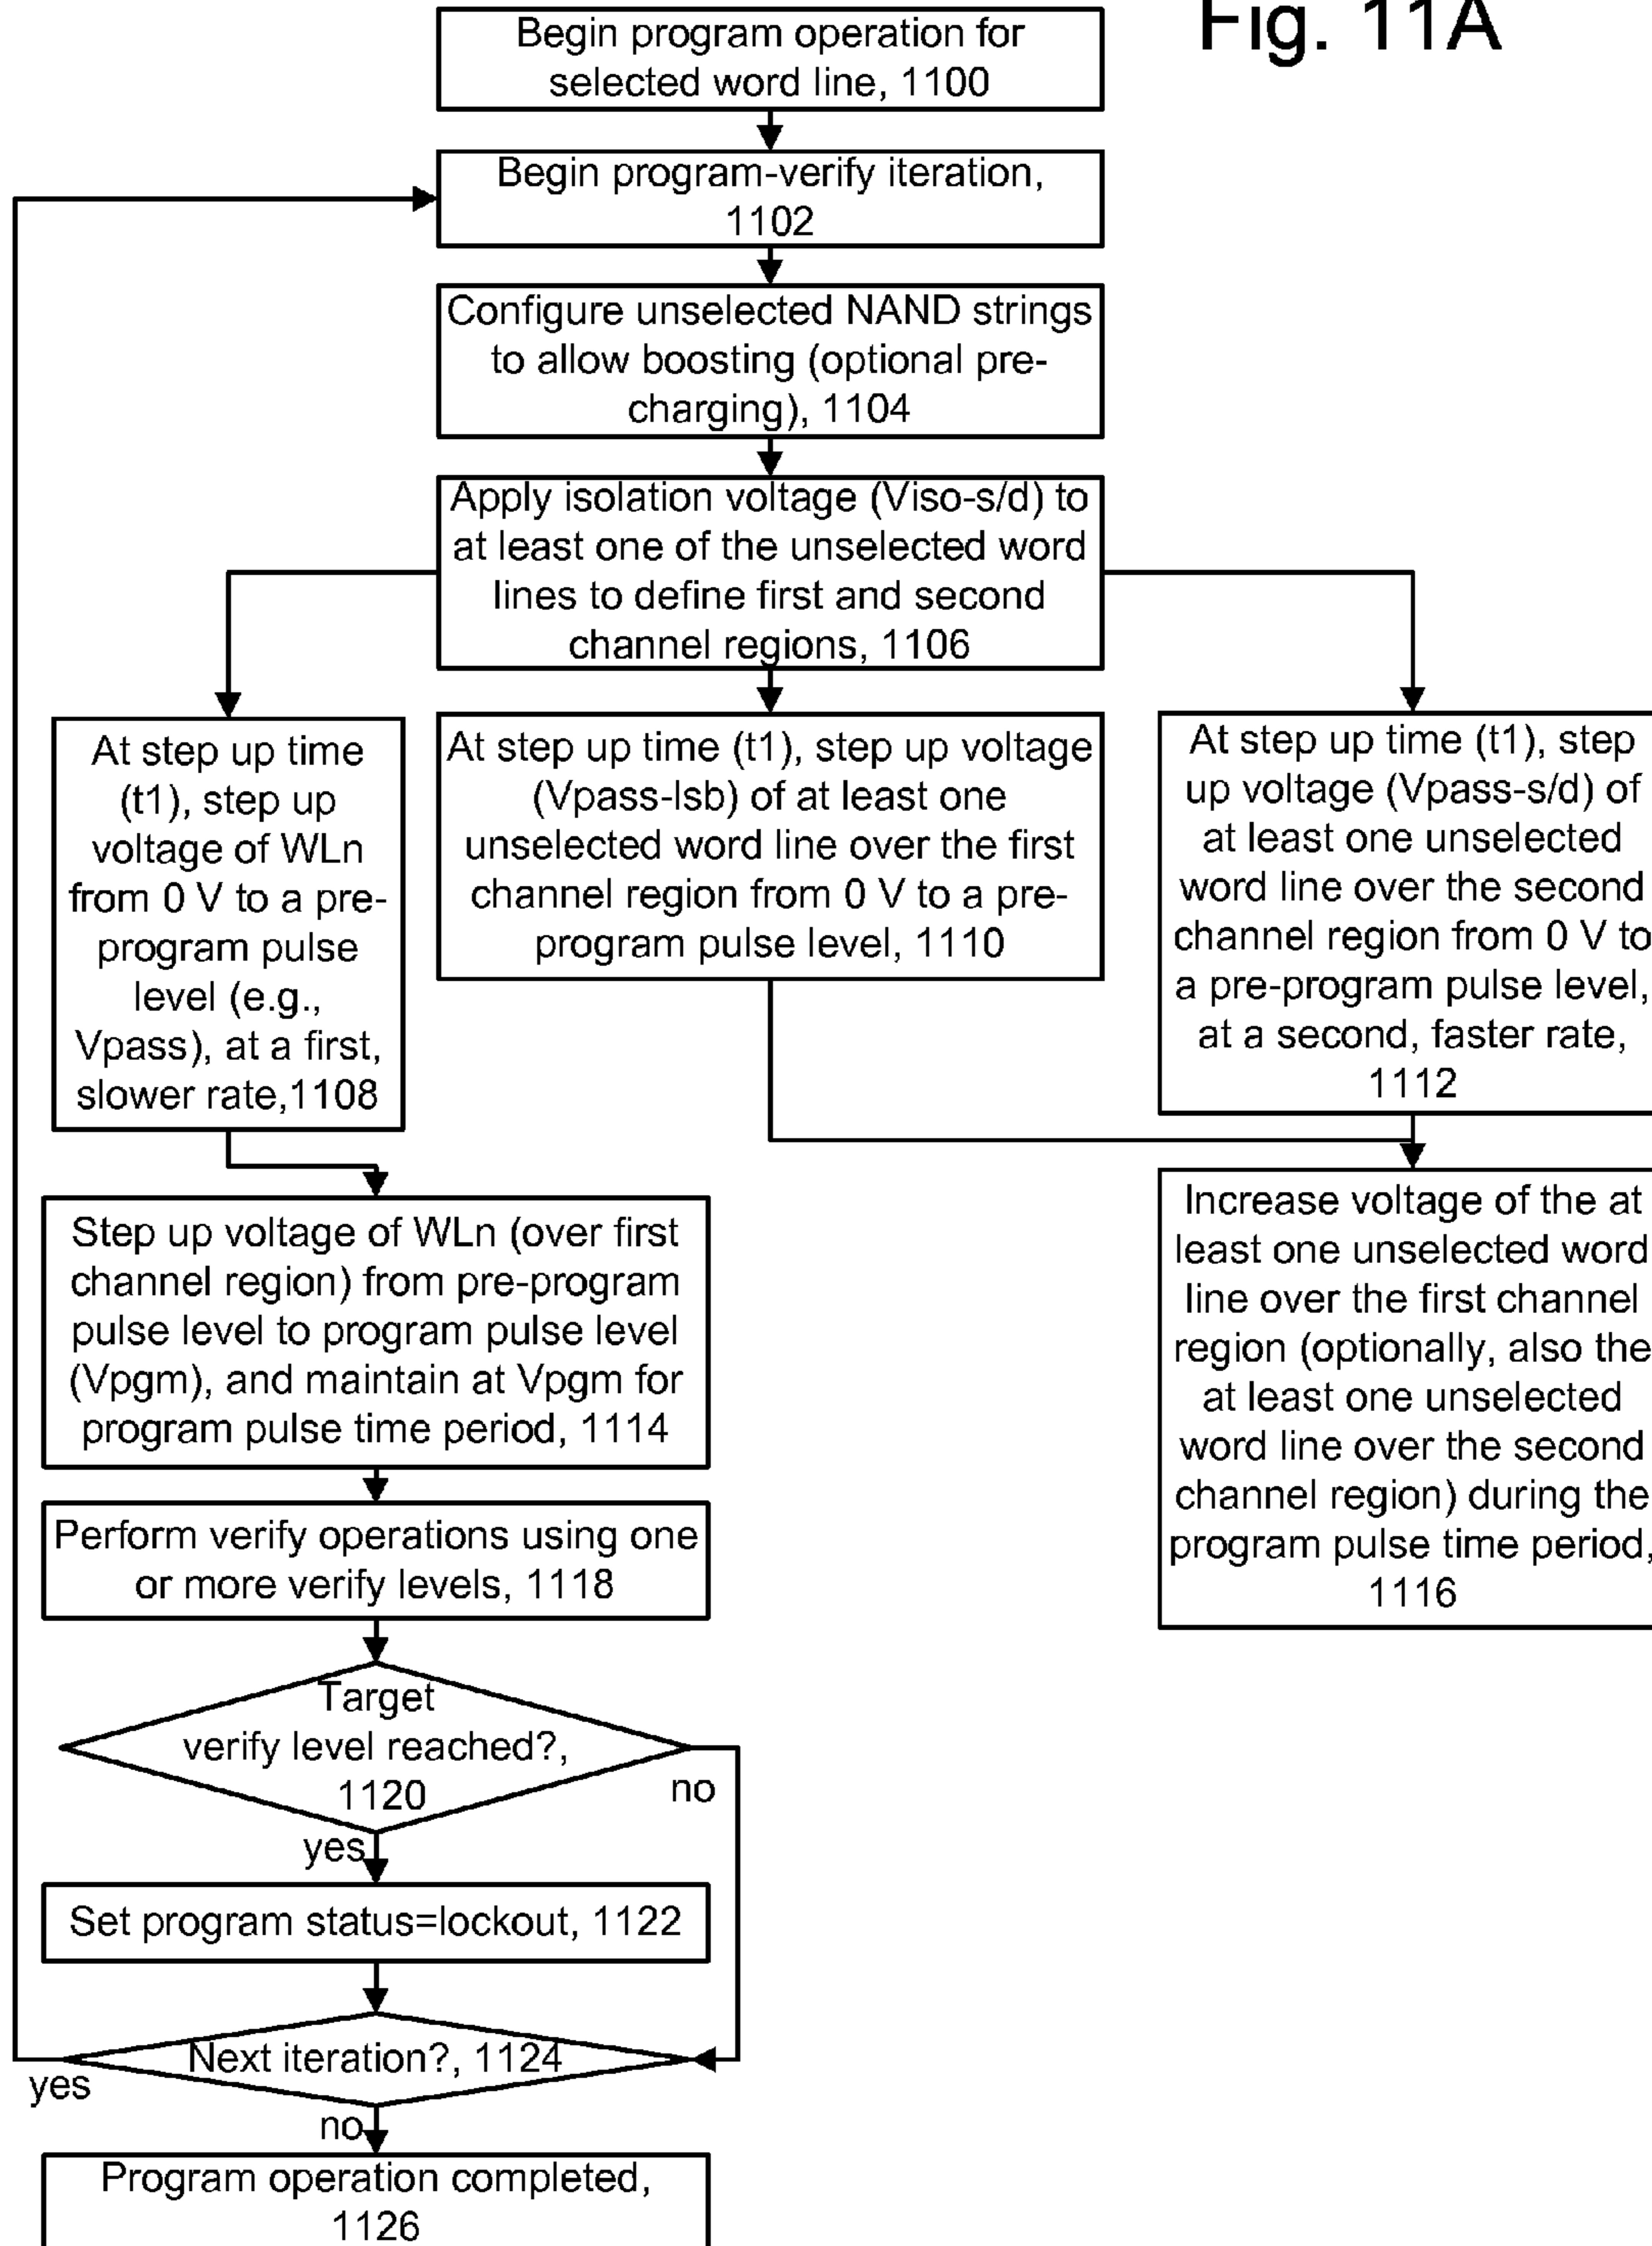 Fig. 11A
Begin program operation for
selected word line, 1100
Begin program-verify iteration,
1102
Configure unselected NAND strings
to allow boosting (optional pre-
charging), 1104
Apply isolation voltage (Viso-s/d) to
at least one of the unselected word
lines to define first and second
channel regions, 1106
At step up time
(t1), step up
voltage of WLn
from 0 V to a pre-
program pulse
level (e.g.,
Vpass), at a first,
slower rate,1108
At step up time (t1), step up voltage
(Vpass-lsb) of at least one
unselected word line over the first
channel region from 0 V to a pre-
program pulse level, 1110
At step up time (t1), step
up voltage (Vpass-s/d) of
at least one unselected
word line over the second
channel region from 0 V to
a pre-program pulse level,
at a second, faster rate,
1112
Step up voltage of WLn (over first
channel region) from pre-program
pulse level to program pulse level
(Vpgm), and maintain at Vpgm for
program pulse time period, 1114
Increase voltage of the at
least one unselected word
line over the first channel
region (optionally, also the
at least one unselected
word line over the second
channel region) during the
program pulse time period,
1116
Perform verify operations using one
or more verify levels, 1118
Target
verify level reached?,
1120
no
yes
Set program status=lockout, 1122
Next iteration?, 1124
yes
no
Program operation completed,
1126